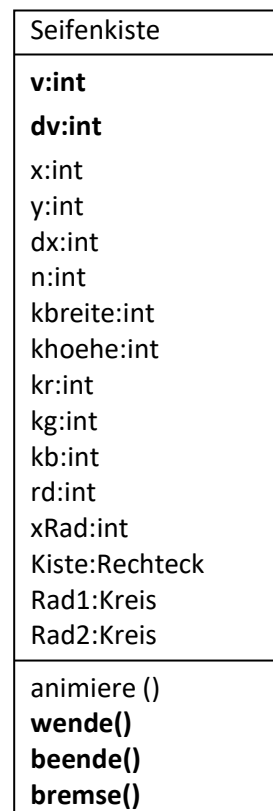 Seifenkiste
v:int
dv:int
x:int
y:int
dx:int
n:int
kbreite:int
khoehe:int
kr:int
kg:int
kb:int
rd:int
xRad:int
Kiste:Rechteck
Rad1:Kreis
Rad2:Kreis
animiere ()
wende()
beende()
bremse()